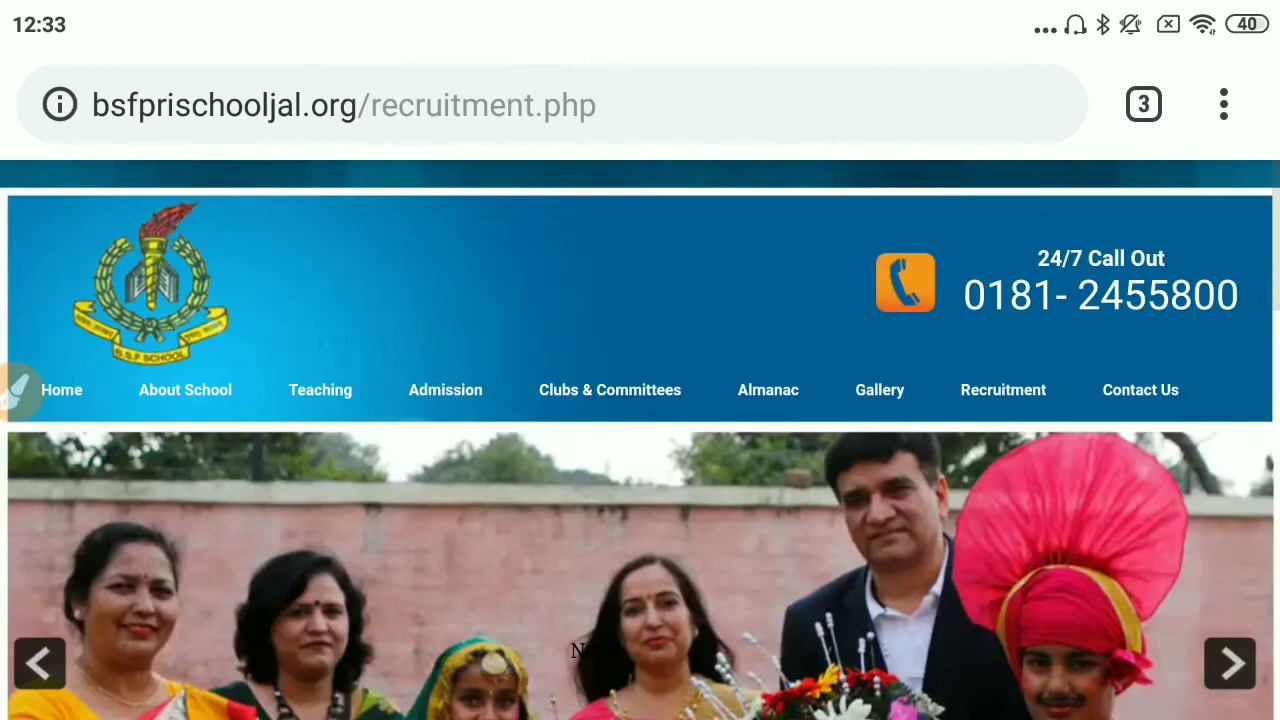 12:33
40
bsfprischooljal.org/recruitment.php
3
24/7 Call Out
0181- 2455800
B.S.F SCHOOL
Home About School Teaching Admission Clubs & Committees Almanac Gallery Recruitment Contact Us
N